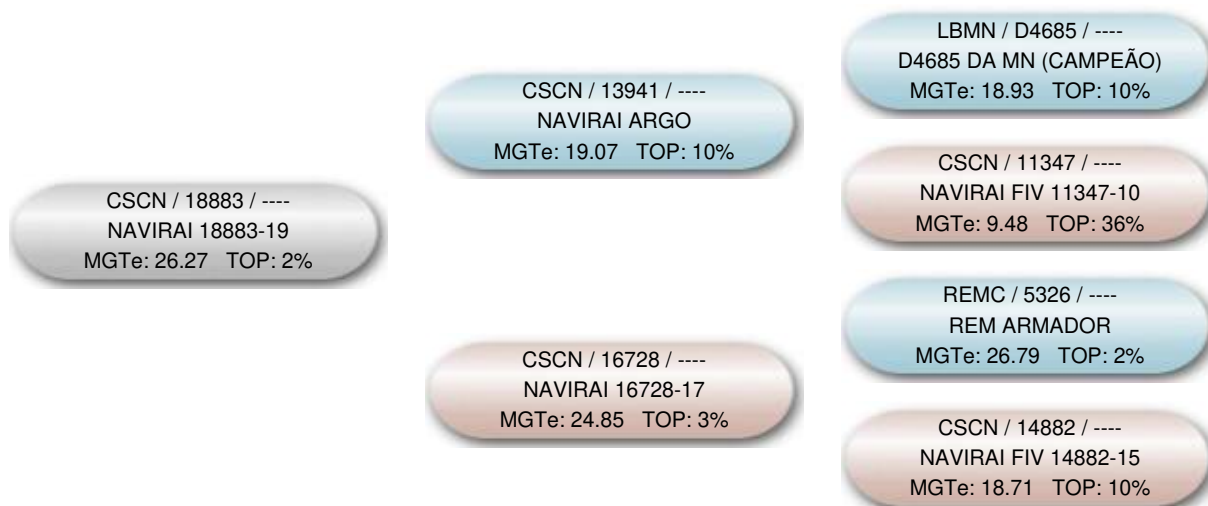 CSCN / 18883 / ----
NAVIRAI 18883-19
MGTe: 26.27 TOP: 2%
CSCN / 13941 / ----
NAVIRAI ARGO
MGTe: 19.07 TOP: 10%
CSCN / 16728 / ----
NAVIRAI 16728-17
MGTe: 24.85 TOP: 3%
LBMN / D4685 / ----
D4685 DA MN (CAMPEÃO)
MGTe: 18.93 TOP: 10%
CSCN / 11347 / ----
NAVIRAI FIV 11347-10
MGTe: 9.48 TOP: 36%
REMC / 5326 / ----
REM ARMADOR
MGTe: 26.79 TOP: 2%
CSCN / 14882 / ----
NAVIRAI FIV 14882-15
MGTe: 18.71 TOP: 10%